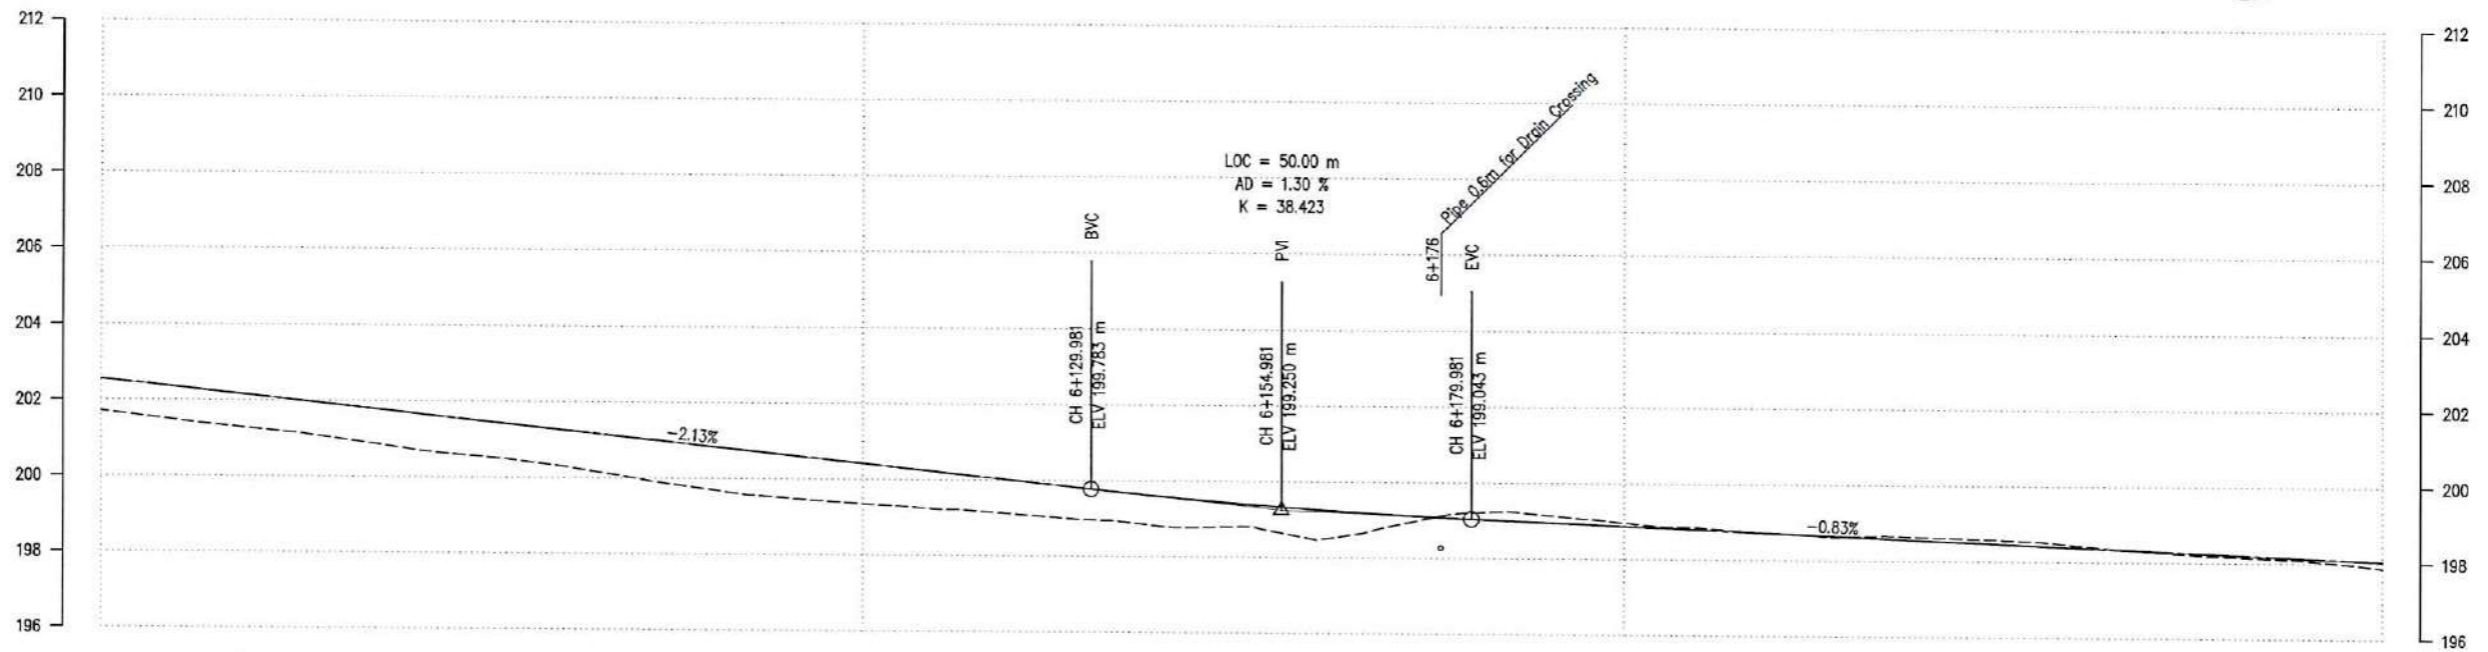 212
210
208
206
204
202
200
198
196
-2.13%
BVC
CH 6+129.981
ELV 199.783 m
LOC = 50.00 m
AD = 1.30 %
K = 38.423
PVI
CH 6+154.981
ELV 199.250 m
6+176
Pipe 0.6m for Drain Crossing
EVC
CH 6+179.981
ELV 199.043 m
-0.83%
212
210
208
206
204
202
200
198
196